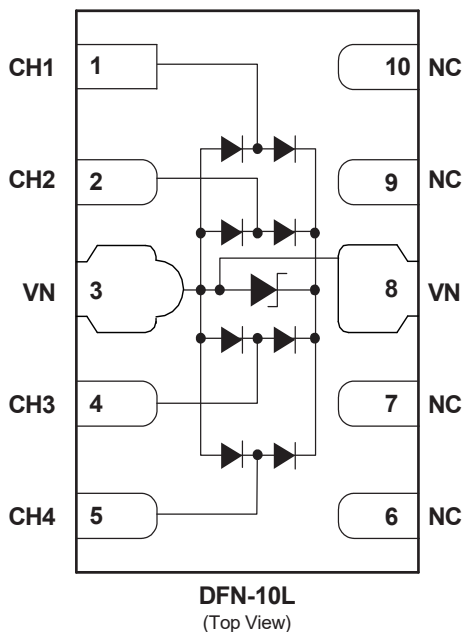 CH1 1 10 NC
CH2 2 9 NC
VN 3 8 VN
CH3 4 7 NC
CH4 5 6 NC
DFN-10L
(Top View)